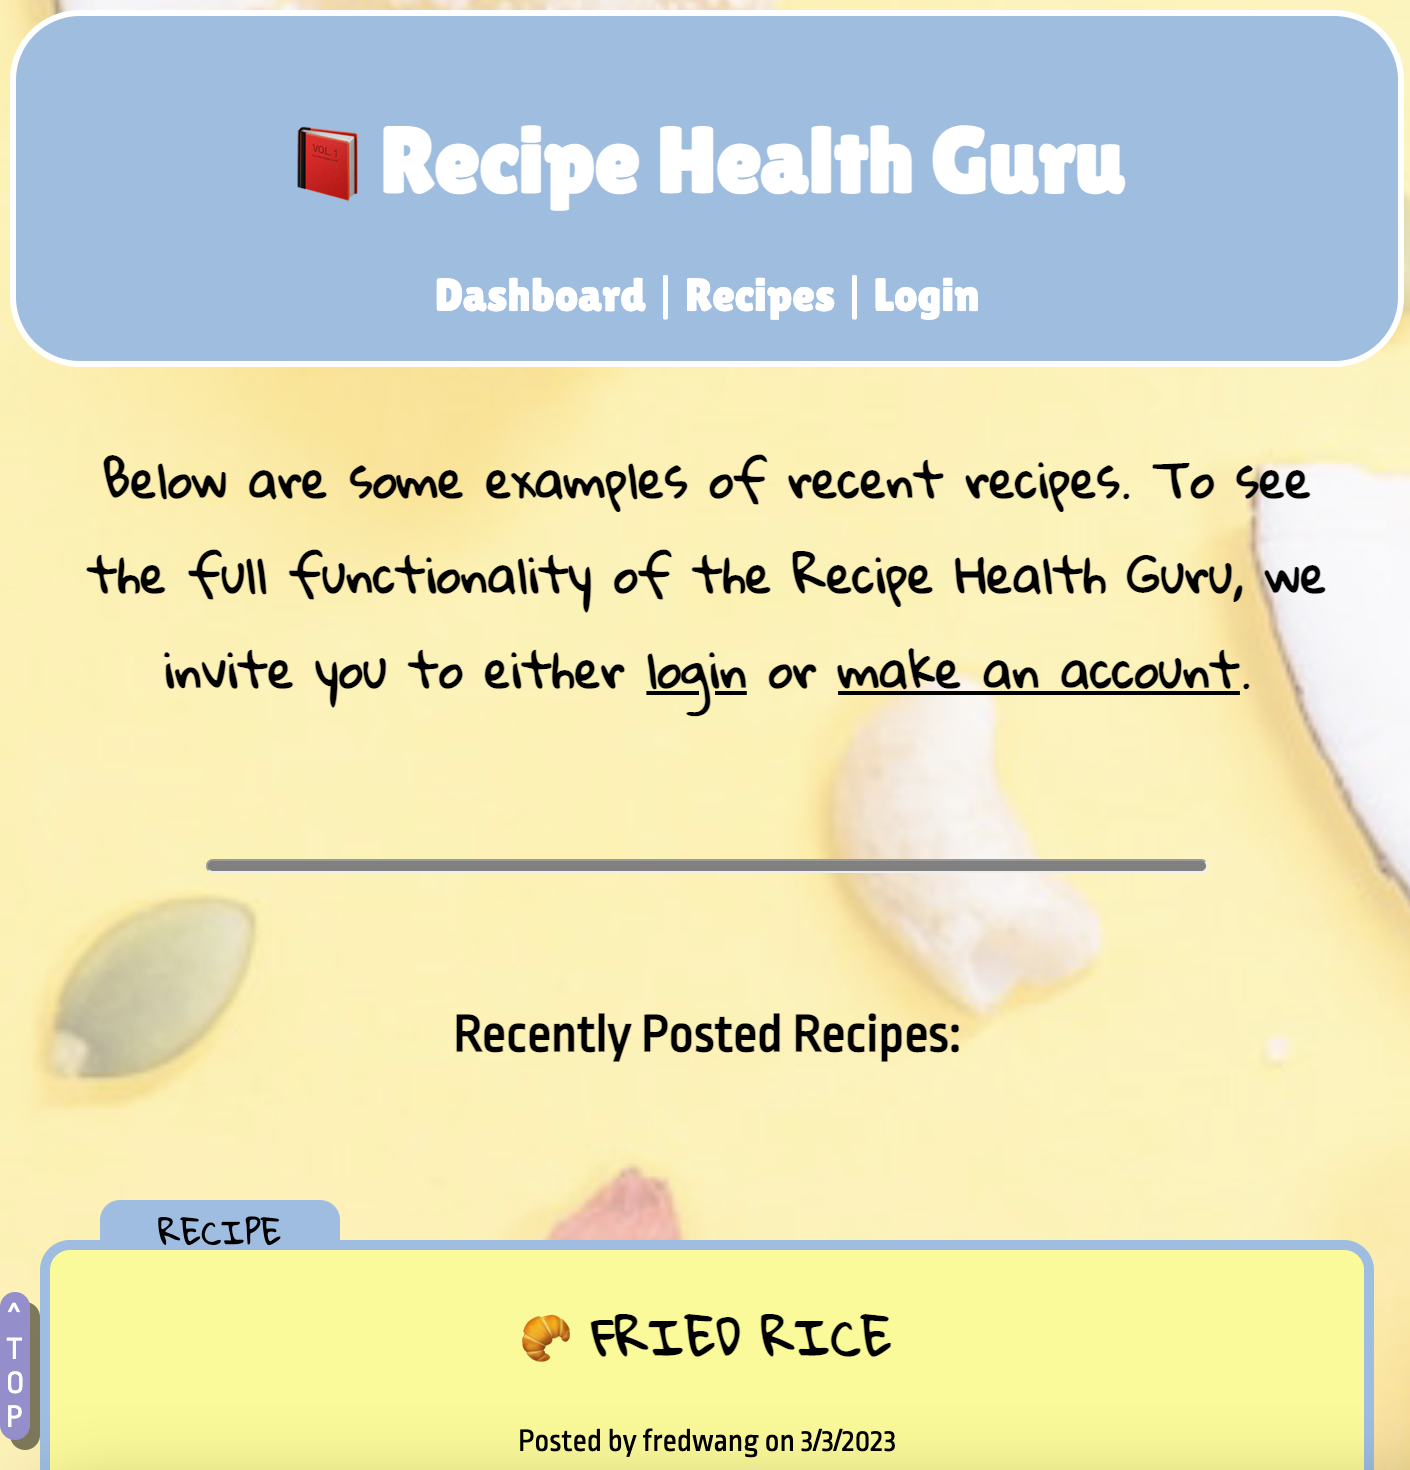 VOL. 1
Recipe Health Guru
Dashboard | Recipes | Login
Below are some examples of recent recipes. To see
the full functionality of the Recipe Health Guru, we
invite you to either login or make an account.
Recently Posted Recipes:
RECIPE
FRIED RICE
Posted by fredwang on 3/3/2023
^
T
O
P